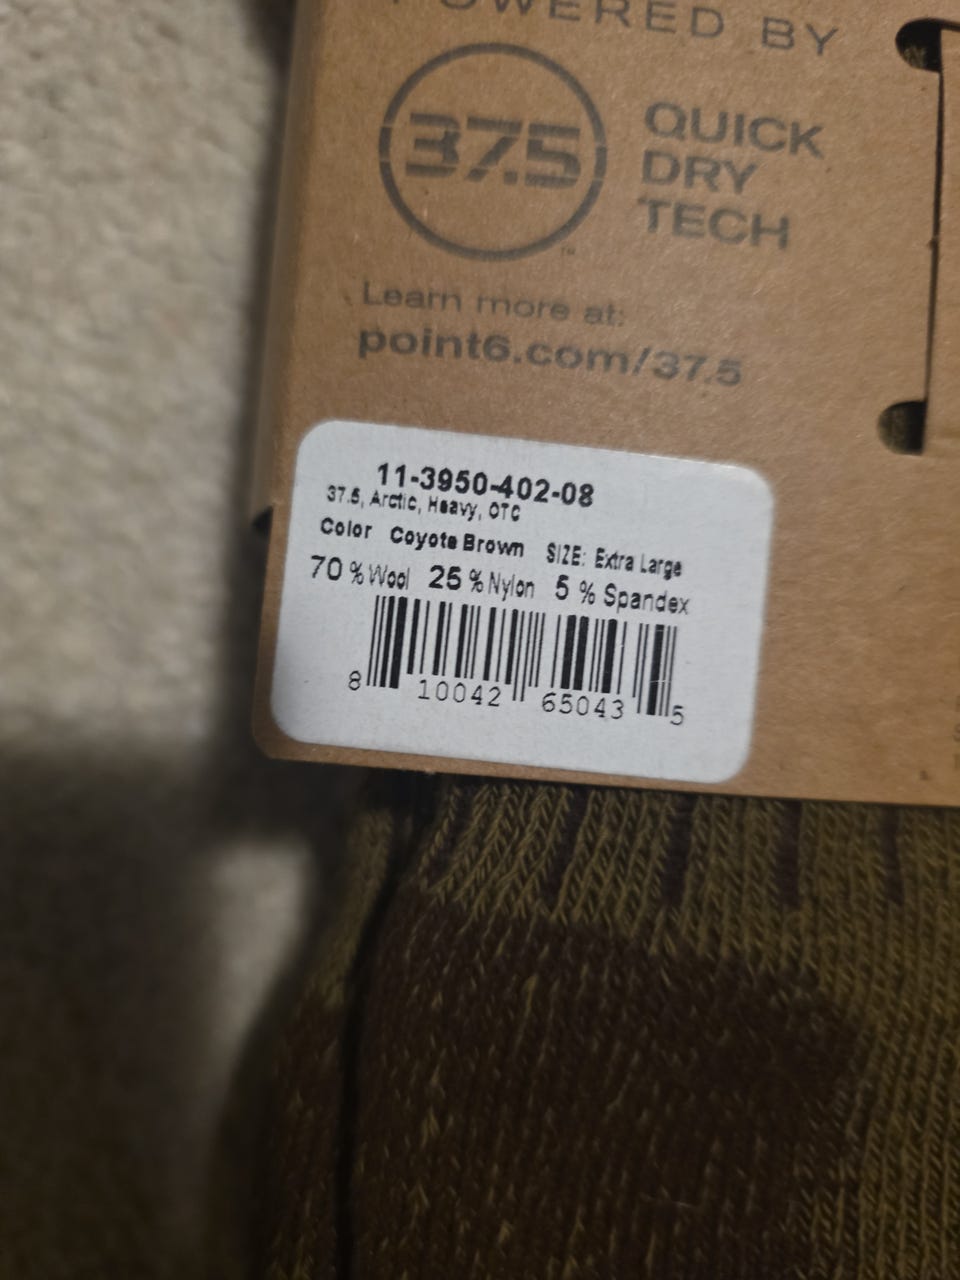 POWERED BY
37.5
™
QUICK
DRY
TECH
Learn more at:
point6.com/37.5
11-3950-402-08
37.5, Arctic, Heavy, OTC
Color Coyote Brown SIZE: Extra Large
70 % Wool 25 % Nylon 5 % Spandex
8 10042 65043 5